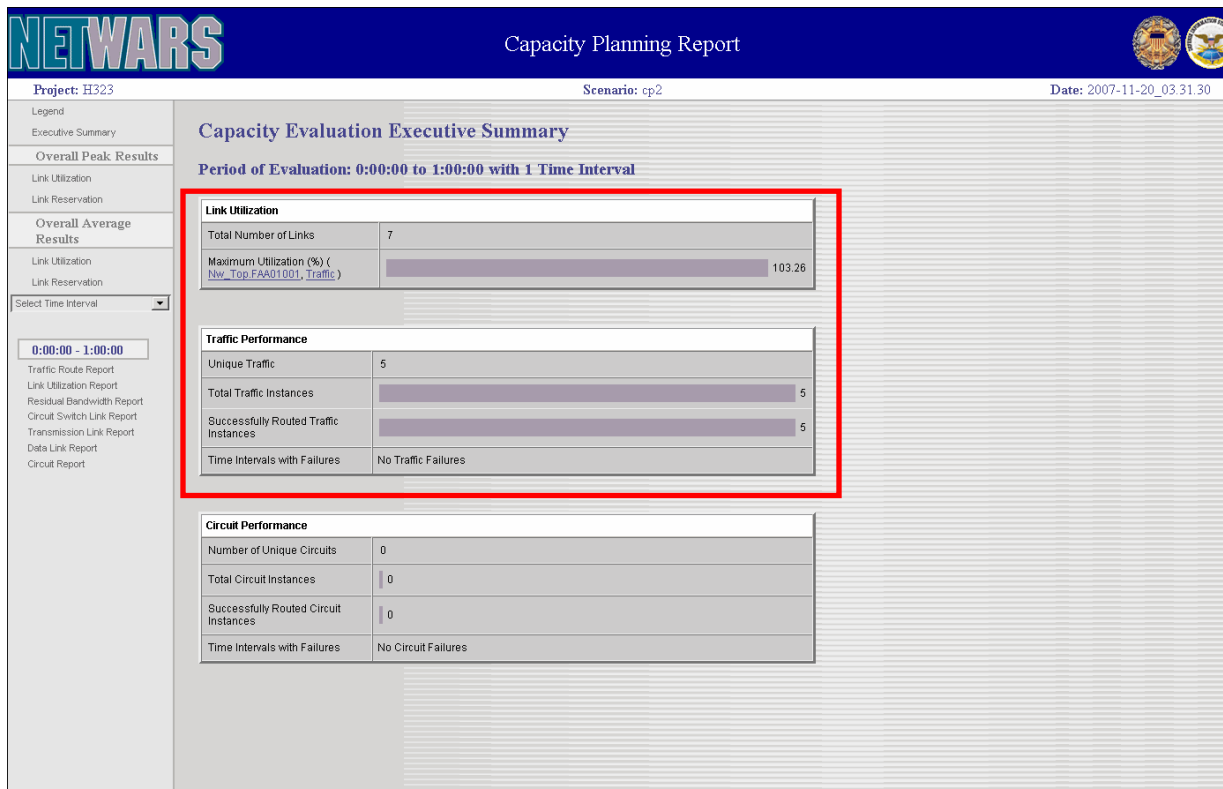 NETWARS
Capacity Planning Report
Project: H323
Scenario: cp2
Date: 2007-11-20_03.31.30
Legend
Executive Summary
Overall Peak Results
Link Utilization
Link Reservation
Overall Average
Results
Link Utilization
Link Reservation
Select Time Interval
0:00:00 - 1:00:00
Traffic Route Report
Link Utilization Report
Residual Bandwidth Report
Circuit Switch Link Report
Transmission Link Report
Data Link Report
Circuit Report
Capacity Evaluation Executive Summary
Period of Evaluation: 0:00:00 to 1:00:00 with 1 Time Interval
Link Utilization
Total Number of Links 7
Maximum Utilization (%) (
Nw_Top.FAA01001, Traffic ) 103.26
Traffic Performance
Unique Traffic 5
Total Traffic Instances 5
Successfully Routed Traffic
Instances 5
Time Intervals with Failures No Traffic Failures
Circuit Performance
Number of Unique Circuits 0
Total Circuit Instances 0
Successfully Routed Circuit
Instances 0
Time Intervals with Failures No Circuit Failures